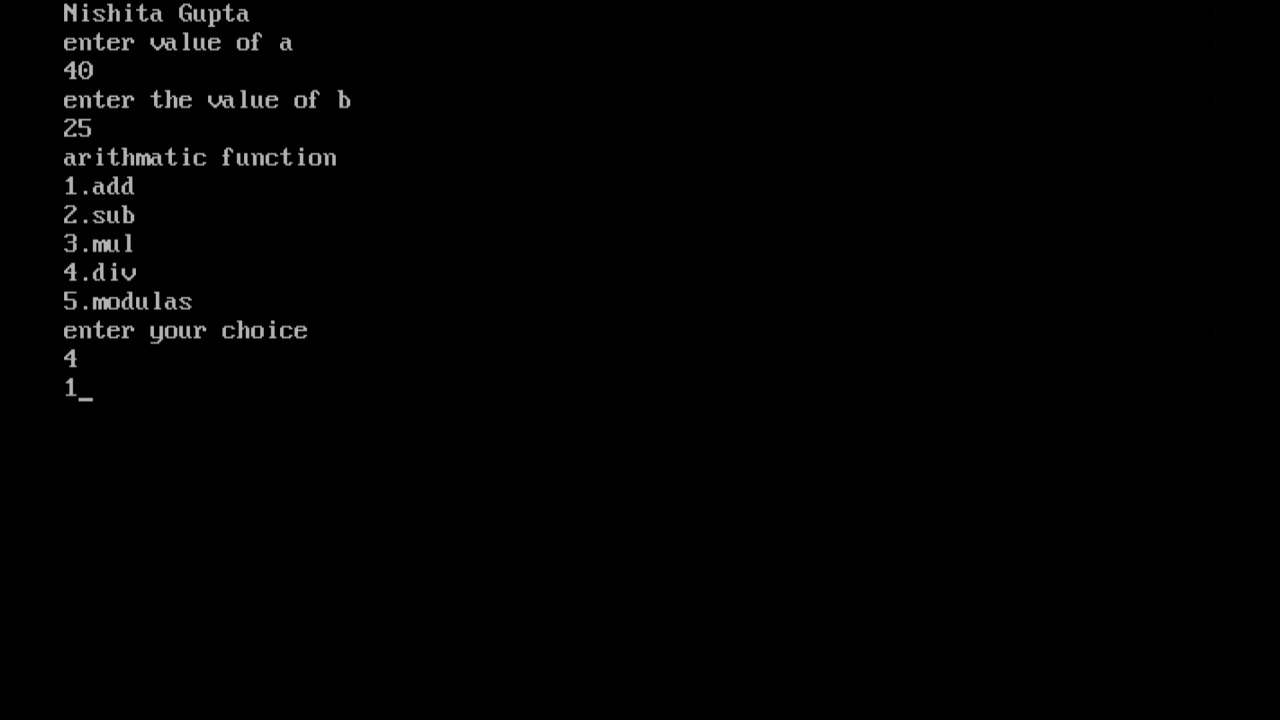 Nishita Gupta
enter value of a
40
enter the value of b
25
arithmatic function
1.add
2.sub
3.mul
4.div
5.modulas
enter your choice
4
1_